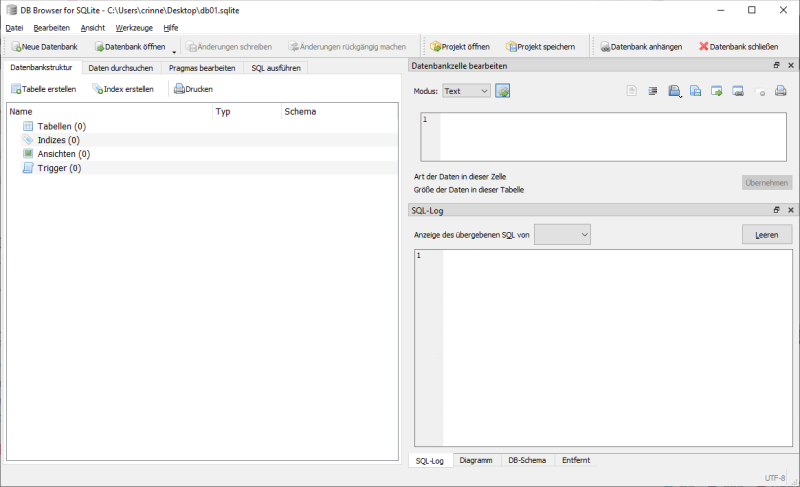 DB Browser for SQLite - C:\Users\crinne\Desktop\db01.sqlite
Datei Bearbeiten Ansicht Werkzeuge Hilfe
Neue Datenbank Datenbank öffnen Änderungen schreiben Änderungen rückgängig machen Projekt öffnen Projekt speichern Datenbank anhängen Datenbank schließen
Datenbankstruktur Daten durchsuchen Pragmas bearbeiten SQL ausführen
Tabelle erstellen Index erstellen Drucken
Name Typ Schema
Tabellen (0)
Indizes (0)
Ansichten (0)
Trigger (0)
Datenbankzelle bearbeiten
Modus: Text
1
Art der Daten in dieser Zelle
Größe der Daten in dieser Tabelle
Übernehmen
SQL-Log
Anzeige des übergebenen SQL von Leeren
1
SQL-Log Diagramm DB-Schema Entfernt
UTF-8